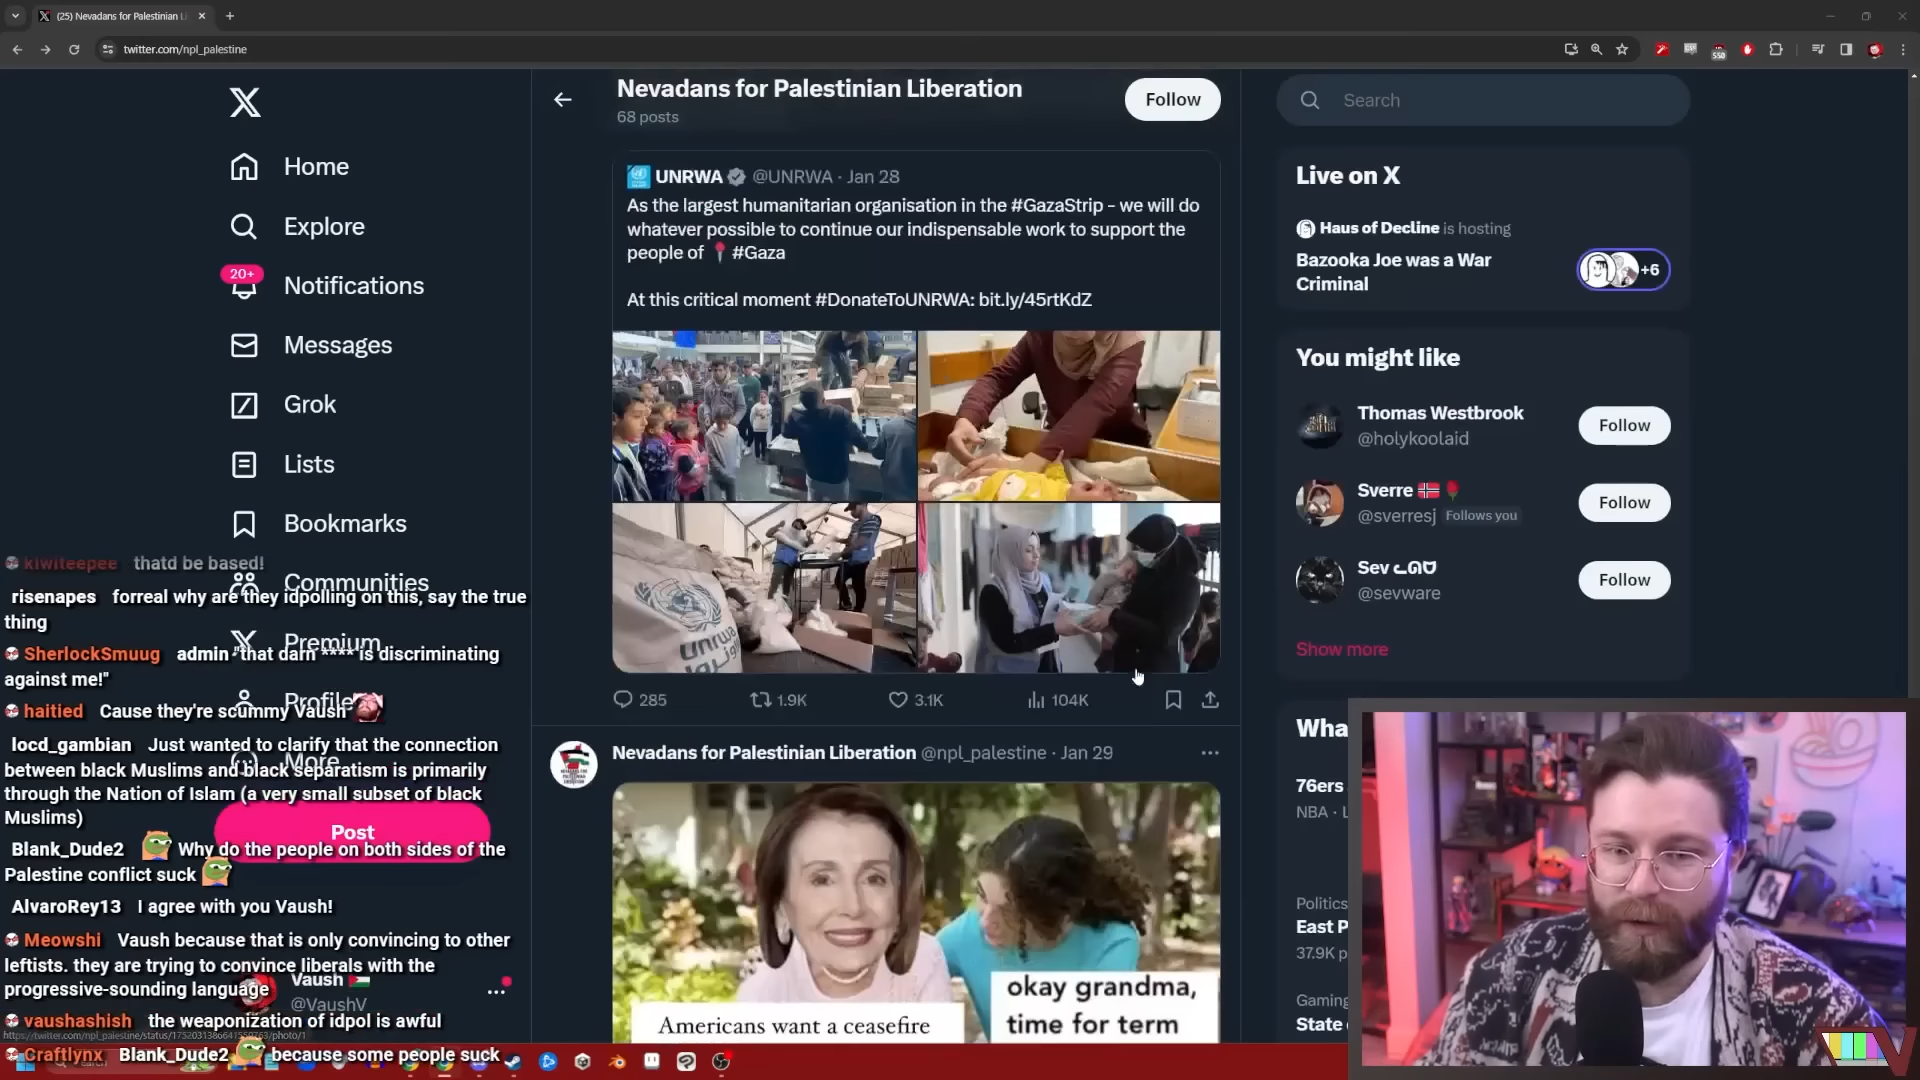 (25) Nevadans for Palestinian Li
twitter.com/npl_palestine
Home
Explore
20+
Notifications
Messages
Grok
Lists
Bookmarks
Communities
Premium
Profile
More
Post
Vaush 🇵🇸
@VaushV
kiwiteepee thatd be based!
risenapes forreal why are they idpolling on this, say the true
thing
SherlockSmuug admin "that darn **** is discriminating
against me!"
haitied Cause they're scummy Vaush
locd_gambian Just wanted to clarify that the connection
between black Muslims and black separatism is primarily
through the Nation of Islam (a very small subset of black
Muslims)
Blank_Dude2 Why do the people on both sides of the
Palestine conflict suck
AlvaroRey13 I agree with you Vaush!
Meowshi Vaush because that is only convincing to other
leftists. they are trying to convince liberals with the
progressive-sounding language
vaushashish the weaponization of idpol is awful
Craftlynx Blank_Dude2 because some people suck
Nevadans for Palestinian Liberation
68 posts
Follow
UNRWA @UNRWA · Jan 28
As the largest humanitarian organisation in the #GazaStrip – we will do
whatever possible to continue our indispensable work to support the
people of 📍 #Gaza
At this critical moment #DonateToUNRWA: bit.ly/45rtKdZ
unrwa
الأونروا
285
1.9K
3.1K
104K
Nevadans for Palestinian Liberation @npl_palestine · Jan 29
Americans want a ceasefire
okay grandma,
time for term
Search
Live on X
Haus of Decline is hosting
Bazooka Joe was a War
Criminal
+6
You might like
Thomas Westbrook
@holykoolaid
Follow
Sverre 🇳🇴🌹
@sverresj Follows you
Follow
Sev
@sevware
Follow
Show more
Wha
76ers
NBA · L
Politics
East P
37.9K p
Gaming
State